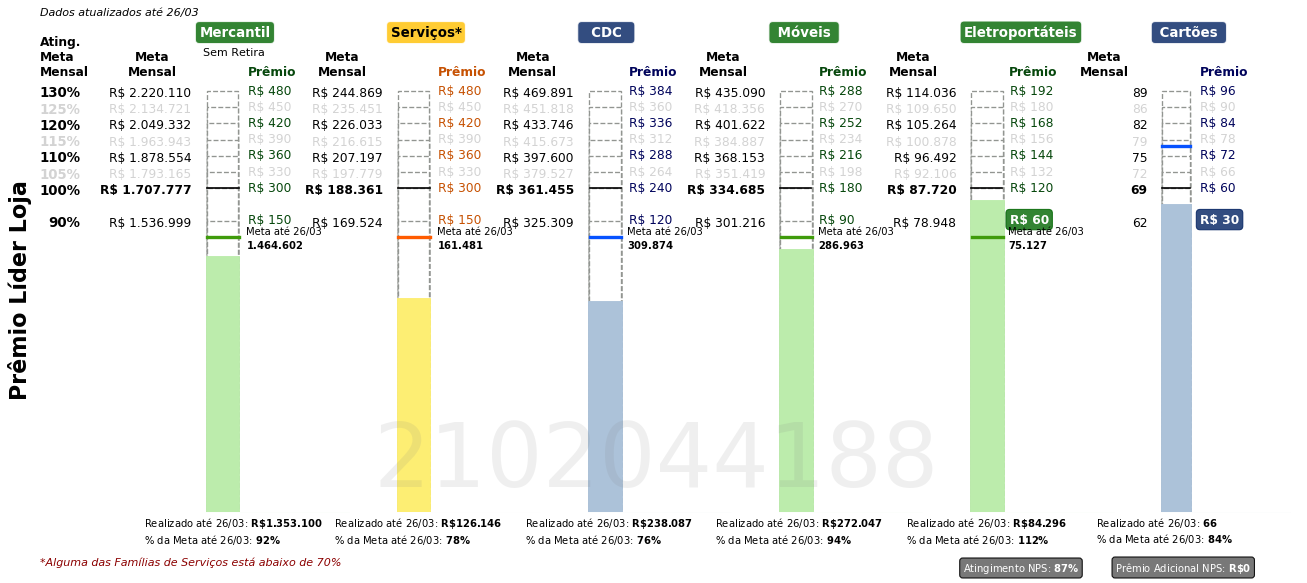 Dados atualizados até 26/03
Mercantil Serviços* CDC Móveis Eletroportáteis Cartões
Sem Retira
Ating. Meta Mensal Meta Mensal Prêmio Meta Mensal Prêmio Meta Mensal Prêmio Meta Mensal Prêmio Meta Mensal Prêmio Meta Mensal Prêmio
130% R$ 2.220.110 R$ 480 R$ 244.869 R$ 480 R$ 469.891 R$ 384 R$ 435.090 R$ 288 R$ 114.036 R$ 192 89 R$ 96
125% R$ 2.134.721 R$ 450 R$ 235.451 R$ 450 R$ 451.818 R$ 360 R$ 418.356 R$ 270 R$ 109.650 R$ 180 86 R$ 90
120% R$ 2.049.332 R$ 420 R$ 226.033 R$ 420 R$ 433.746 R$ 336 R$ 401.622 R$ 252 R$ 105.264 R$ 168 82 R$ 84
115% R$ 1.963.943 R$ 390 R$ 216.615 R$ 390 R$ 415.673 R$ 312 R$ 384.887 R$ 234 R$ 100.878 R$ 156 79 R$ 78
110% R$ 1.878.554 R$ 360 R$ 207.197 R$ 360 R$ 397.600 R$ 288 R$ 368.153 R$ 216 R$ 96.492 R$ 144 75 R$ 72
105% R$ 1.793.165 R$ 330 R$ 197.779 R$ 330 R$ 379.527 R$ 264 R$ 351.419 R$ 198 R$ 92.106 R$ 132 72 R$ 66
100% R$ 1.707.777 R$ 300 R$ 188.361 R$ 300 R$ 361.455 R$ 240 R$ 334.685 R$ 180 R$ 87.720 R$ 120 69 R$ 60
90% R$ 1.536.999 R$ 150 R$ 169.524 R$ 150 R$ 325.309 R$ 120 R$ 301.216 R$ 90 R$ 78.948 R$ 60 62 R$ 30
Meta até 26/03 Meta até 26/03 Meta até 26/03 Meta até 26/03 Meta até 26/03
1.464.602 161.481 309.874 286.963 75.127
Prêmio Líder Loja
2102044188
Realizado até 26/03: R$1.353.100 Realizado até 26/03: R$126.146 Realizado até 26/03: R$238.087 Realizado até 26/03: R$272.047 Realizado até 26/03: R$84.296 Realizado até 26/03: 66
% da Meta até 26/03: 92% % da Meta até 26/03: 78% % da Meta até 26/03: 76% % da Meta até 26/03: 94% % da Meta até 26/03: 112% % da Meta até 26/03: 84%
*Alguma das Famílias de Serviços está abaixo de 70% Atingimento NPS: 87% Prêmio Adicional NPS: R$0